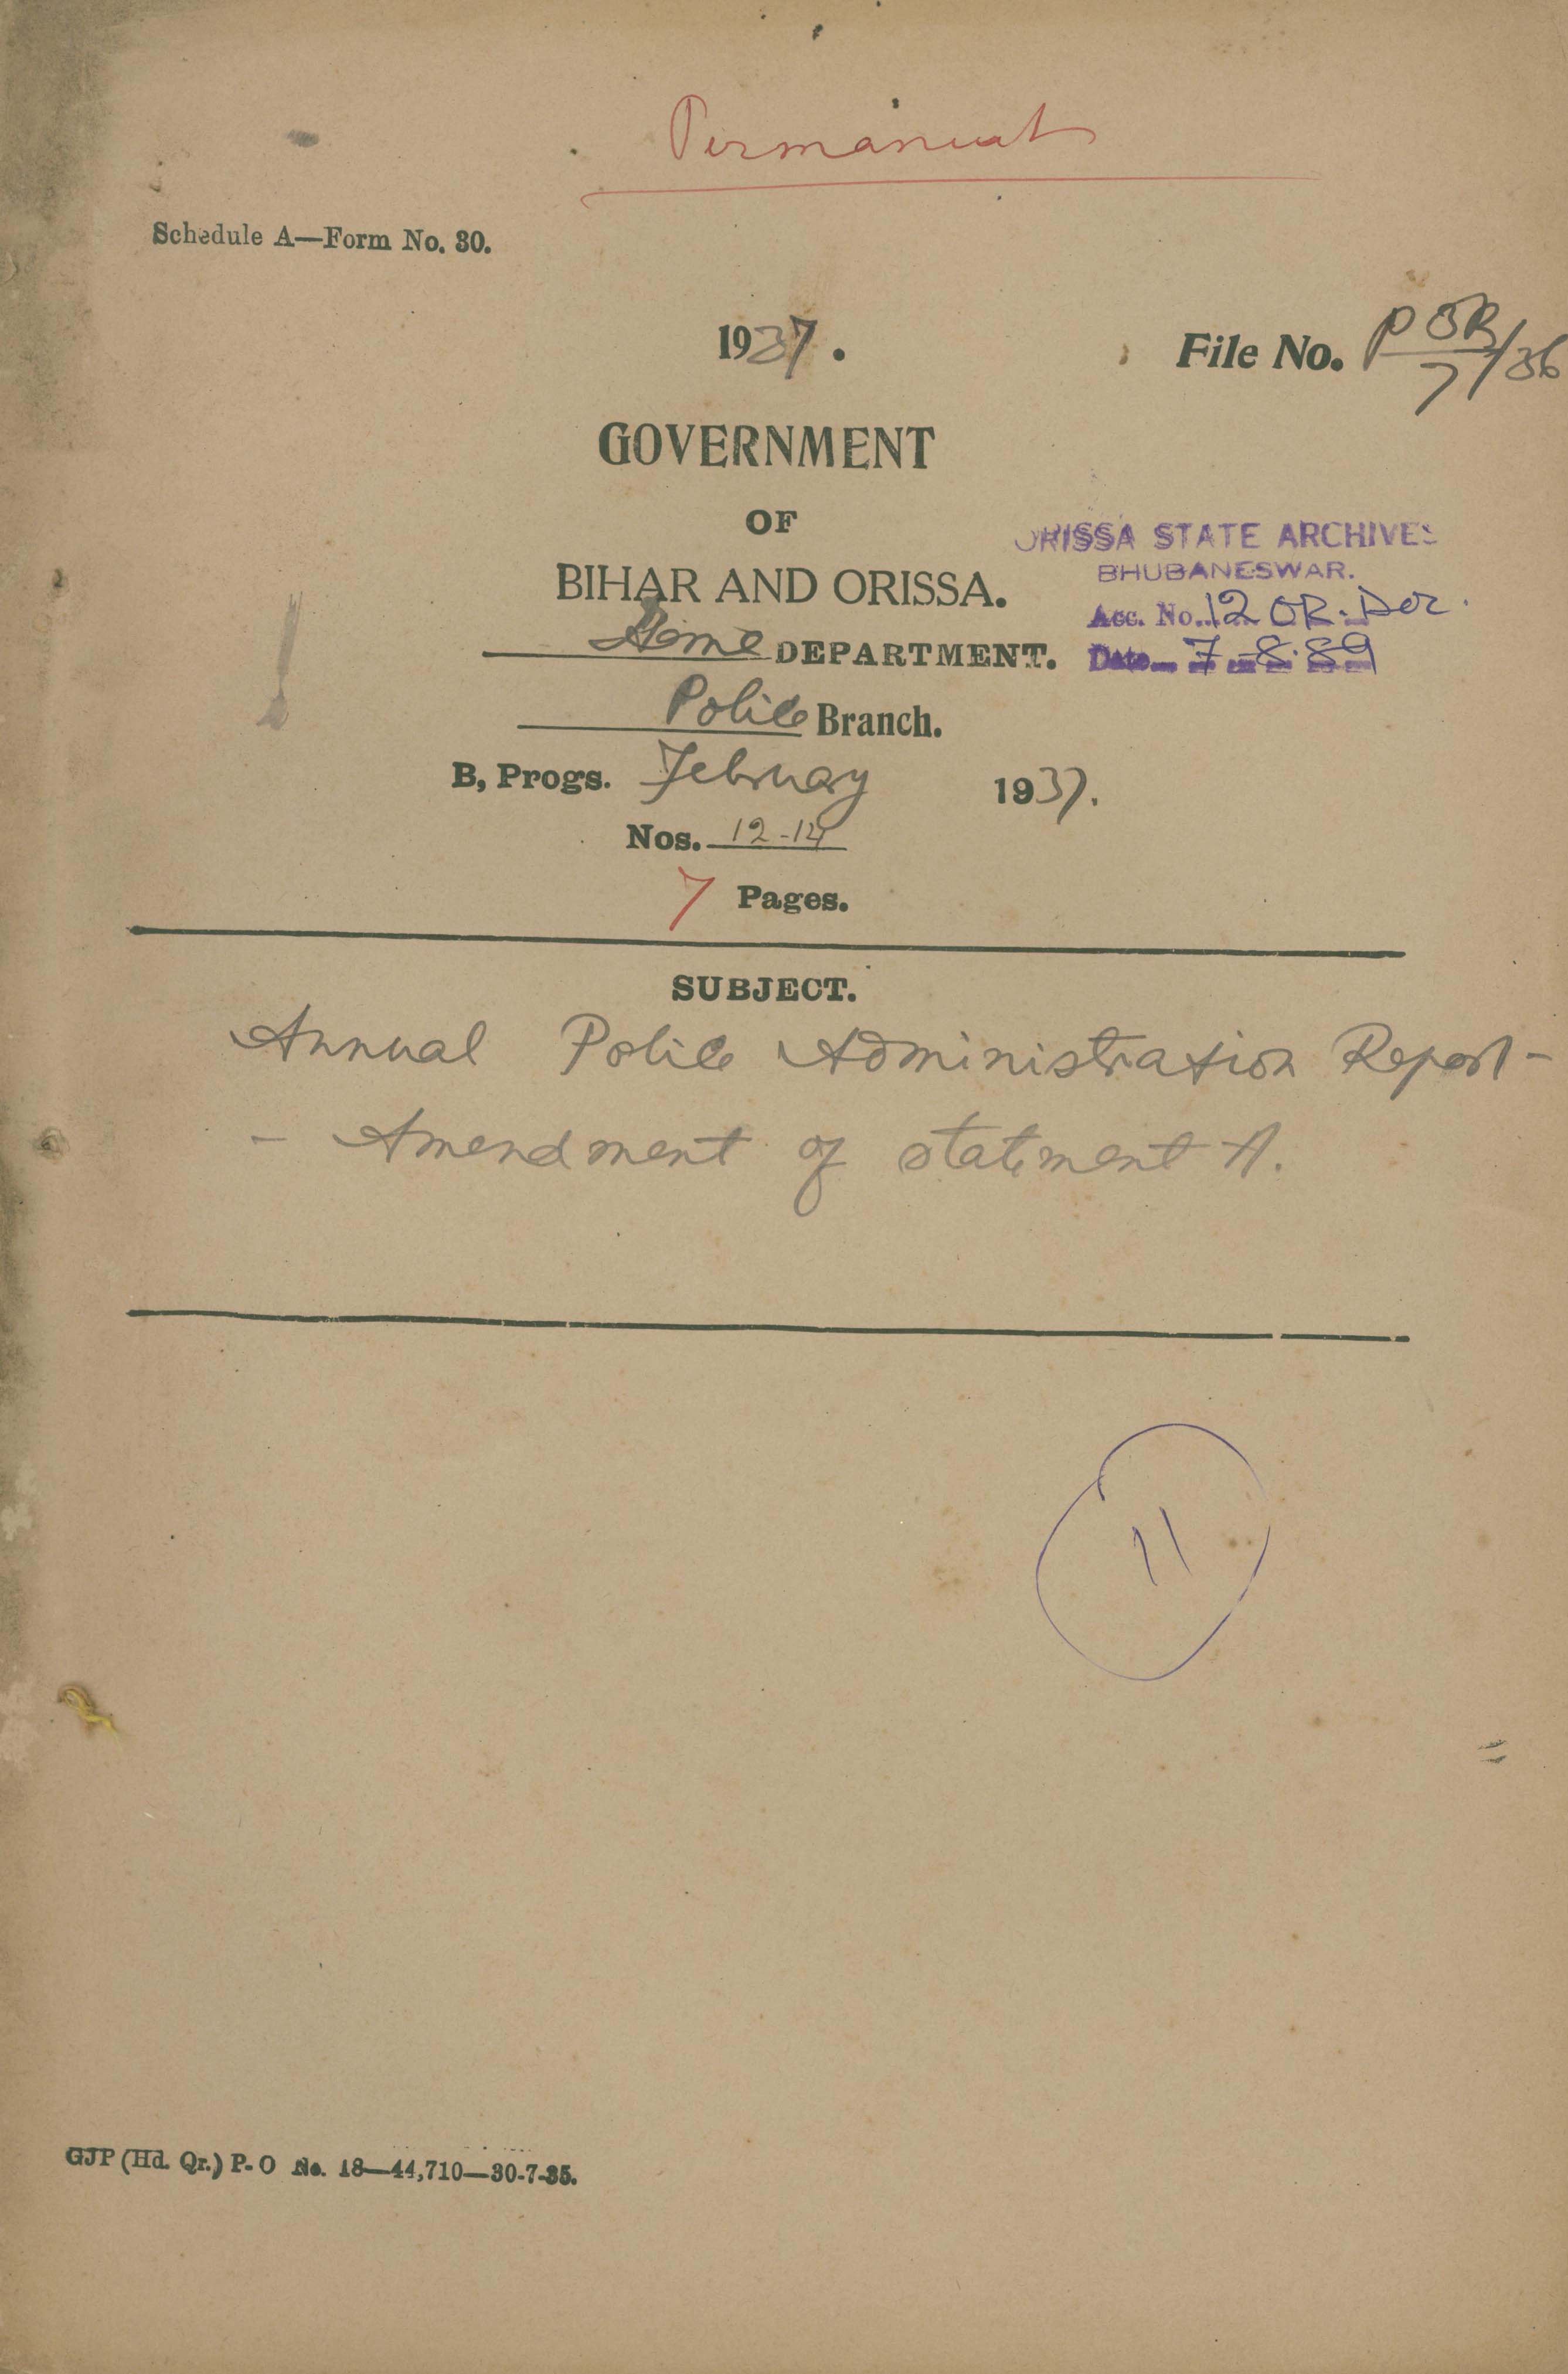 Permanent
Schedule A—Form No. 30.
1937.
File No. P OR/7/36
GOVERNMENT
OF
BIHAR AND ORISSA.
ORISSA STATE ARCHIVES
BHUBANESWAR.
Acc. No. 12 OR.
Date 7-8-89
Home DEPARTMENT.
Police Branch.
B, Progs. February 1937.
Nos. 12-14
7 Pages.
SUBJECT.
Annual Police Administration Report-
- Amendment of statement A.
11
GJP (Hd. Qr.) P-O No. 18—44,710—30-7-35.